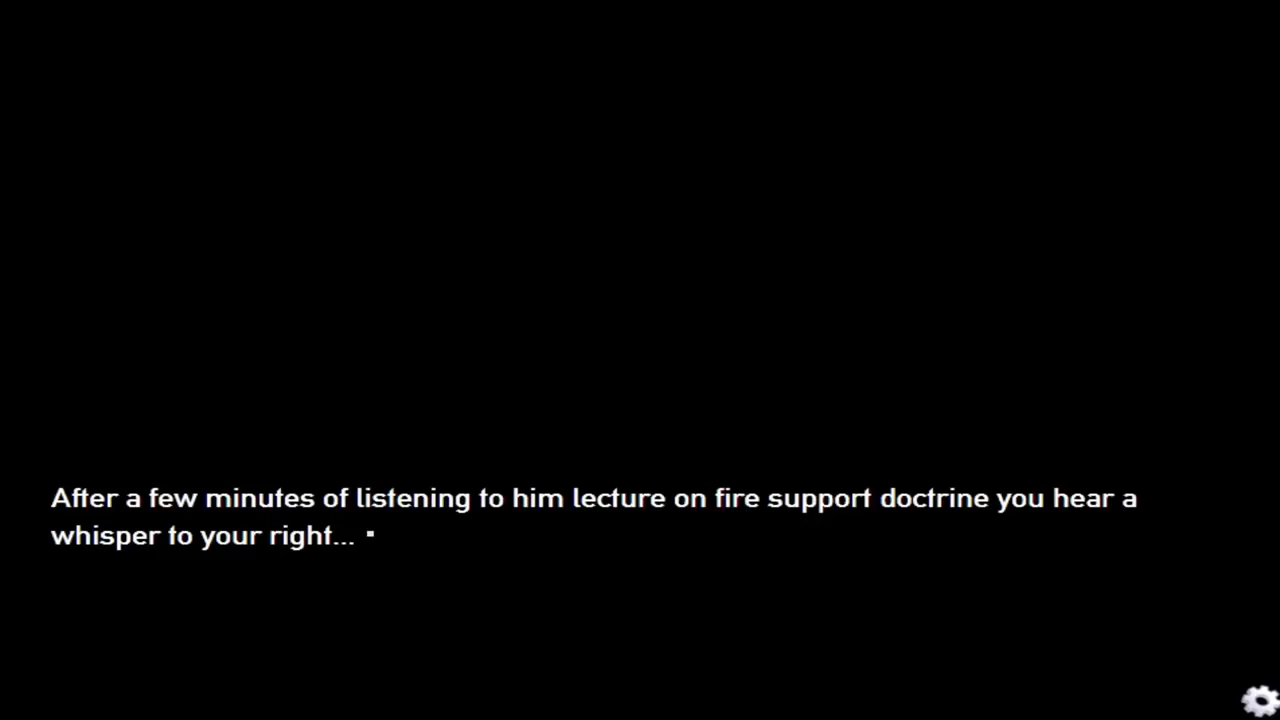 After a few minutes of listening to him lecture on fire support doctrine you hear a
whisper to your right...